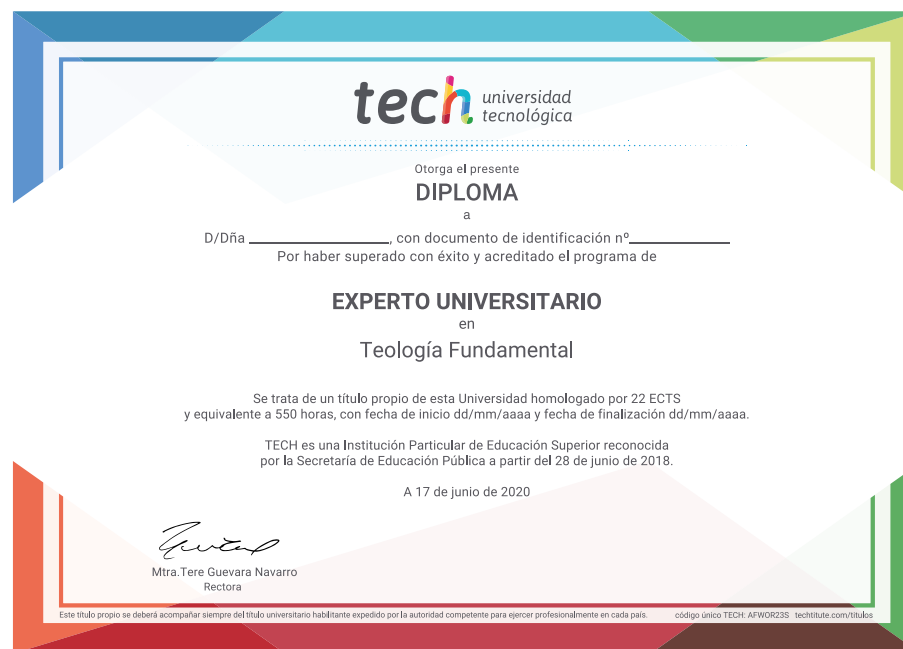 tech universidad
tecnológica
Otorga el presente
DIPLOMA
a
D/Dña ____________________, con documento de identificación nº______________
Por haber superado con éxito y acreditado el programa de
EXPERTO UNIVERSITARIO
en
Teología Fundamental
Se trata de un título propio de esta Universidad homologado por 22 ECTS
y equivalente a 550 horas, con fecha de inicio dd/mm/aaaa y fecha de finalización dd/mm/aaaa.
TECH es una Institución Particular de Educación Superior reconocida
por la Secretaría de Educación Pública a partir del 28 de junio de 2018.
A 17 de junio de 2020
Mtra.Tere Guevara Navarro
Rectora
Este título propio se deberá acompañar siempre del título universitario habilitante expedido por la autoridad competente para ejercer profesionalmente en cada país. código único TECH: AFWOR23S techtitute.com/títulos